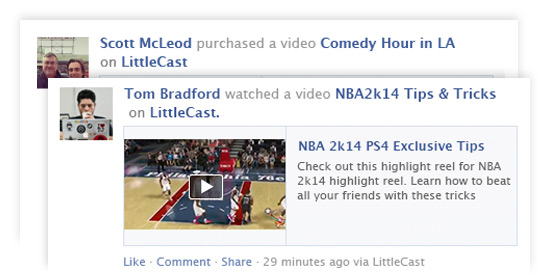 Scott McLeod purchased a video Comedy Hour in LA
on LittleCast
Tom Bradford watched a video NBA2k14 Tips & Tricks
on LittleCast.
NBA 2k14 PS4 Exclusive Tips
Check out this highlight reel for NBA
2k14 highlight reel. Learn how to beat
all your friends with these tricks
Like · Comment · Share · 29 minutes ago via LittleCast